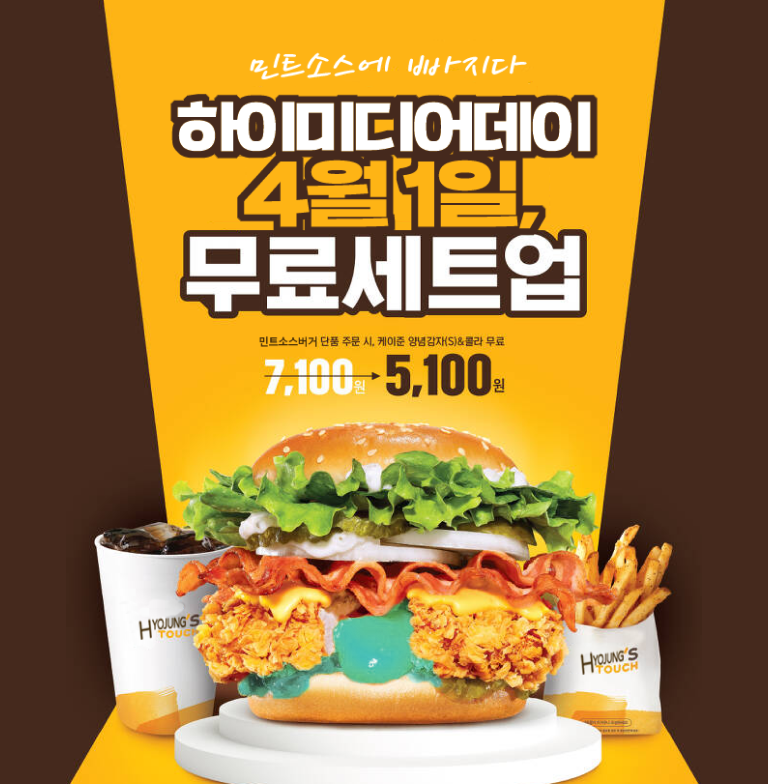 민트소스에 빠지다
하이미디어데이
4월 1일,
무료세트업
민트소스버거 단품 주문 시, 케이준 양념감자(S)&콜라 무료
7,100원 5,100원
HYOJUNG'S
TOUCH
HYOJUNG'S
TOUCH